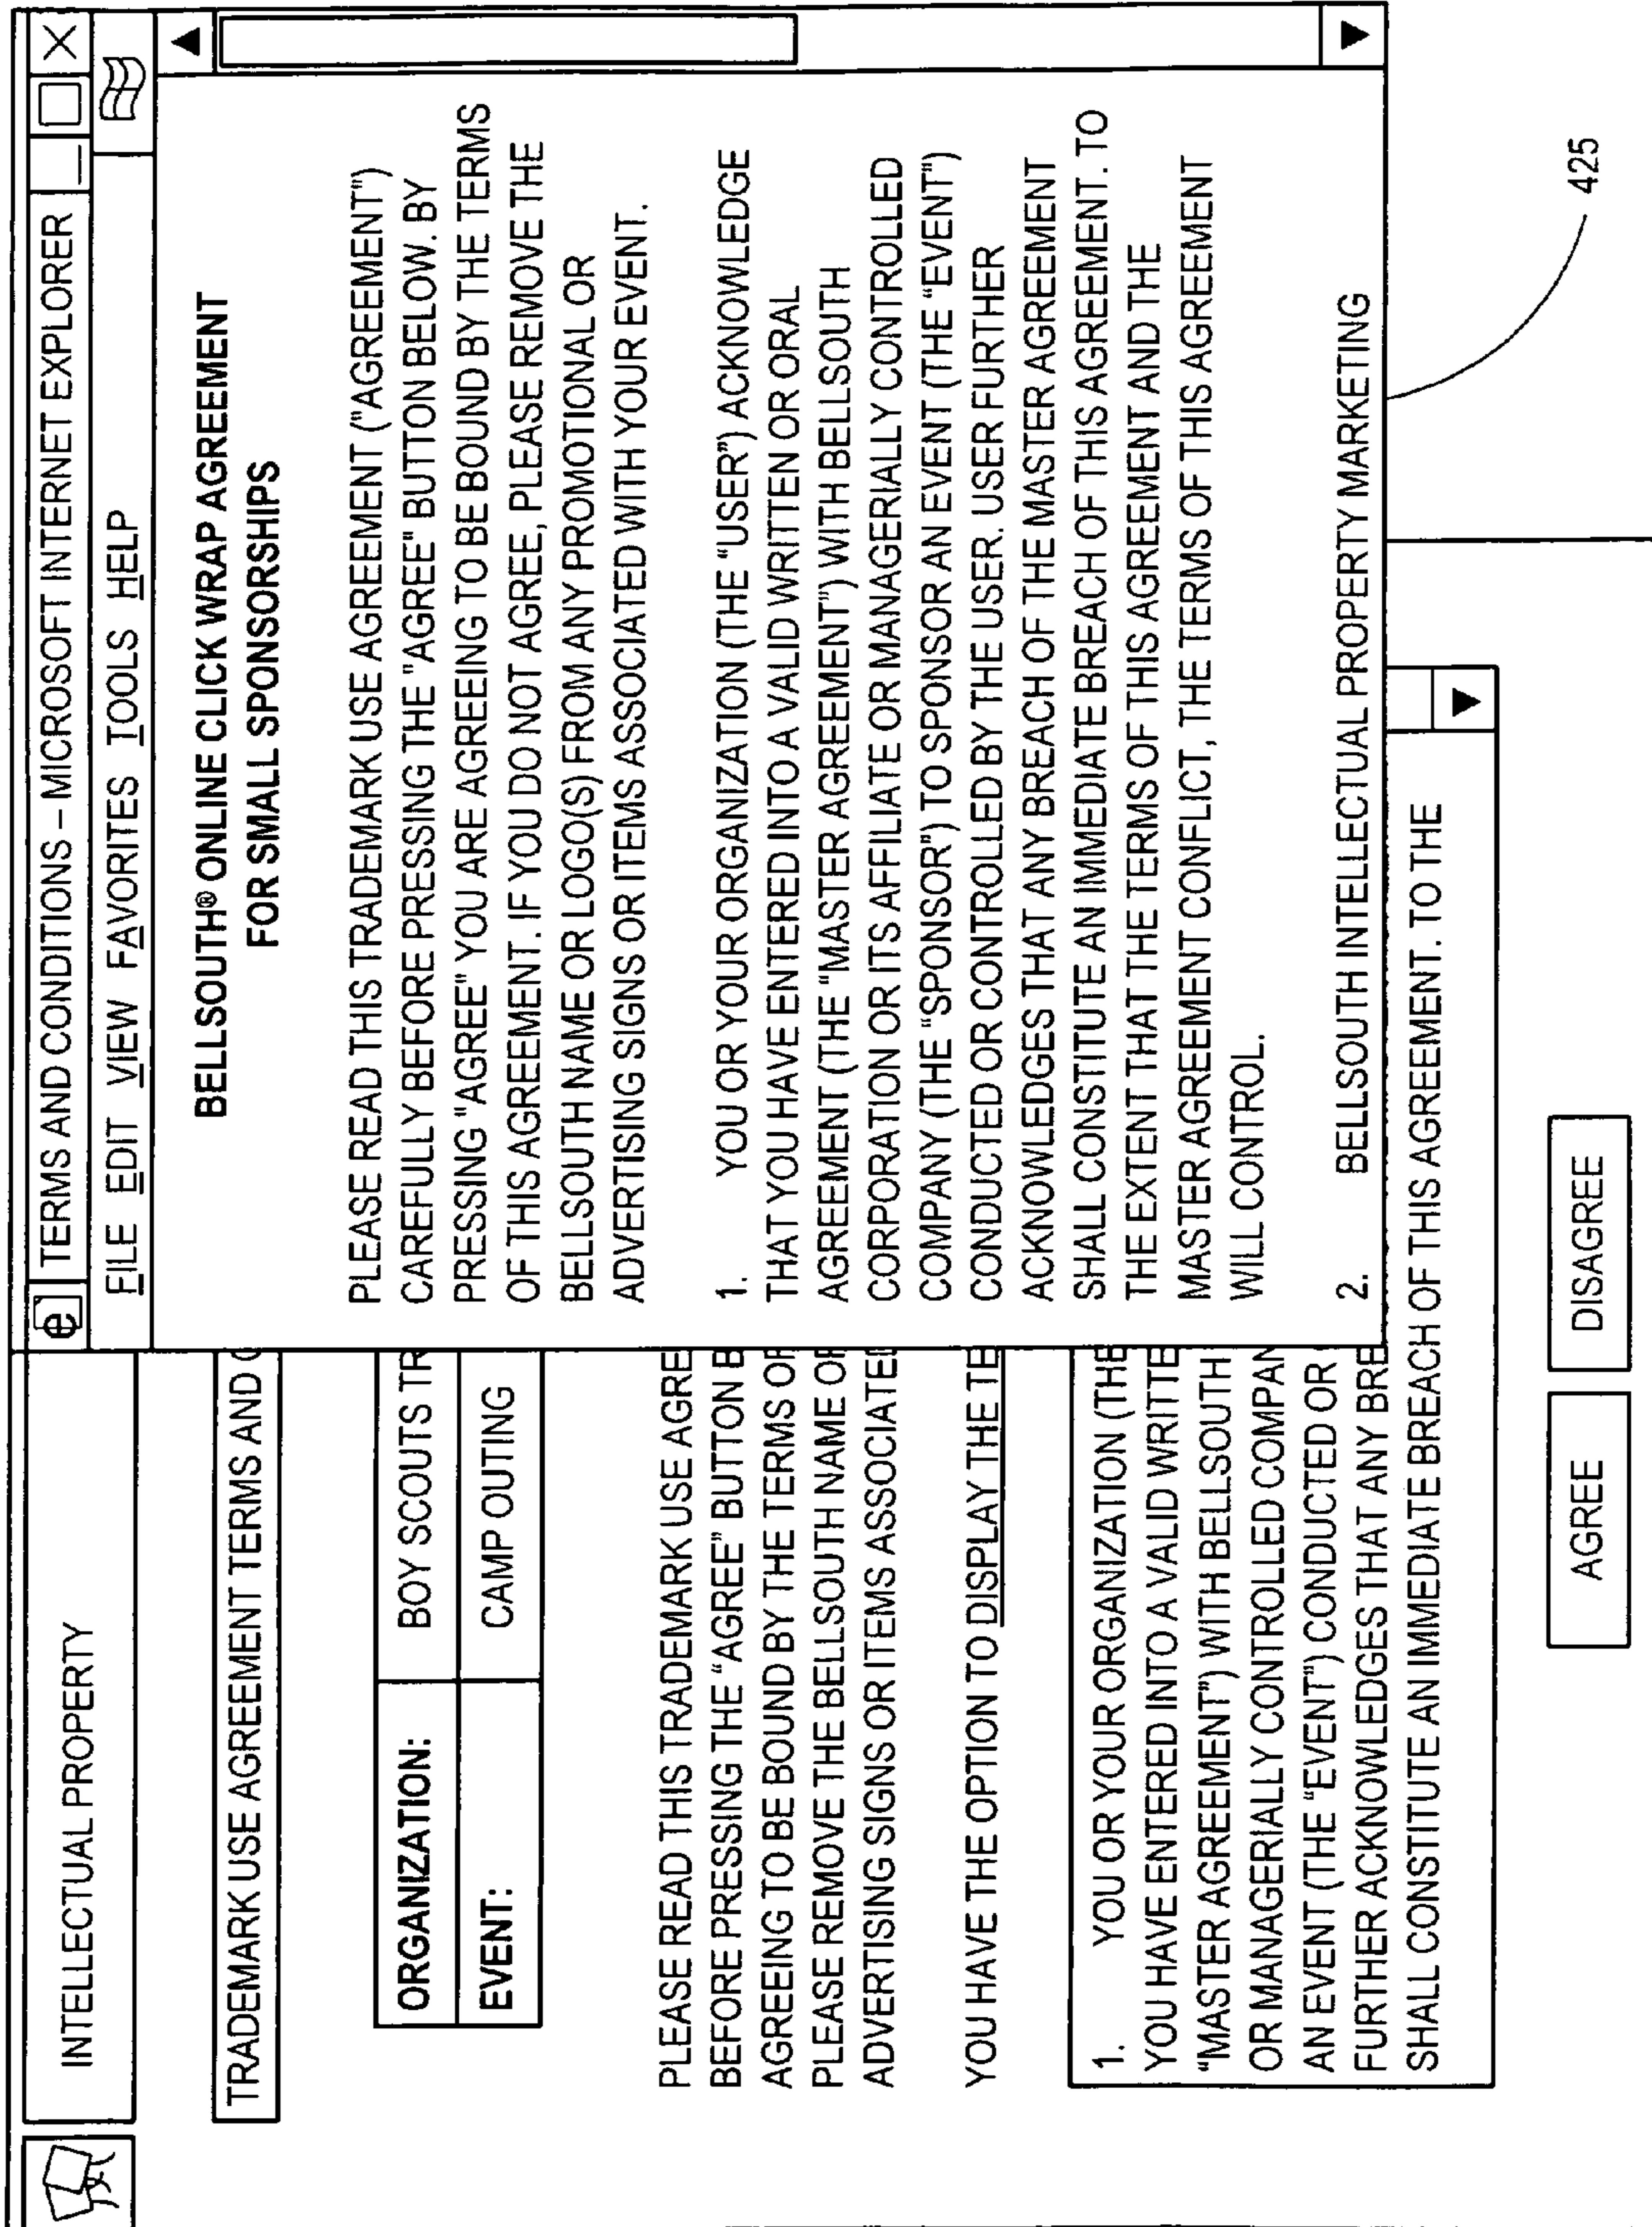 INTELLECTUAL PROPERTY
TRADEMARK USE AGREEMENT TERMS AND
ORGANIZATION: BOY SCOUTS TR
EVENT: CAMP OUTING
PLEASE READ THIS TRADEMARK USE AGRE
BEFORE PRESSING THE "AGREE" BUTTON B
AGREEING TO BE BOUND BY THE TERMS OF
PLEASE REMOVE THE BELLSOUTH NAME OF
ADVERTISING SIGNS OR ITEMS ASSOCIATE
YOU HAVE THE OPTION TO DISPLAY THE TE
1. YOU OR YOUR ORGANIZATION (THE
YOU HAVE ENTERED INTO A VALID WRITTE
"MASTER AGREEMENT") WITH BELLSOUTH
OR MANAGERIALLY CONTROLLED COMPAN
AN EVENT (THE "EVENT") CONDUCTED OR
FURTHER ACKNOWLEDGES THAT ANY BRE
SHALL CONSTITUTE AN IMMEDIATE BREACH OF THIS AGREEMENT. TO THE
AGREE DISAGREE
TERMS AND CONDITIONS – MICROSOFT INTERNET EXPLORER
FILE EDIT VIEW FAVORITES TOOLS HELP
BELLSOUTH® ONLINE CLICK WRAP AGREEMENT
FOR SMALL SPONSORSHIPS
PLEASE READ THIS TRADEMARK USE AGREEMENT ("AGREEMENT")
CAREFULLY BEFORE PRESSING THE "AGREE" BUTTON BELOW. BY
PRESSING "AGREE" YOU ARE AGREEING TO BE BOUND BY THE TERMS
OF THIS AGREEMENT. IF YOU DO NOT AGREE, PLEASE REMOVE THE
BELLSOUTH NAME OR LOGO(S) FROM ANY PROMOTIONAL OR
ADVERTISING SIGNS OR ITEMS ASSOCIATED WITH YOUR EVENT.
1. YOU OR YOUR ORGANIZATION (THE "USER") ACKNOWLEDGE
THAT YOU HAVE ENTERED INTO A VALID WRITTEN OR ORAL
AGREEMENT (THE "MASTER AGREEMENT") WITH BELLSOUTH
CORPORATION OR ITS AFFILIATE OR MANAGERIALLY CONTROLLED
COMPANY (THE "SPONSOR") TO SPONSOR AN EVENT (THE "EVENT")
CONDUCTED OR CONTROLLED BY THE USER. USER FURTHER
ACKNOWLEDGES THAT ANY BREACH OF THE MASTER AGREEMENT
SHALL CONSTITUTE AN IMMEDIATE BREACH OF THIS AGREEMENT. TO
THE EXTENT THAT THE TERMS OF THIS AGREEMENT AND THE
MASTER AGREEMENT CONFLICT, THE TERMS OF THIS AGREEMENT
WILL CONTROL.
2. BELLSOUTH INTELLECTUAL PROPERTY MARKETING
425